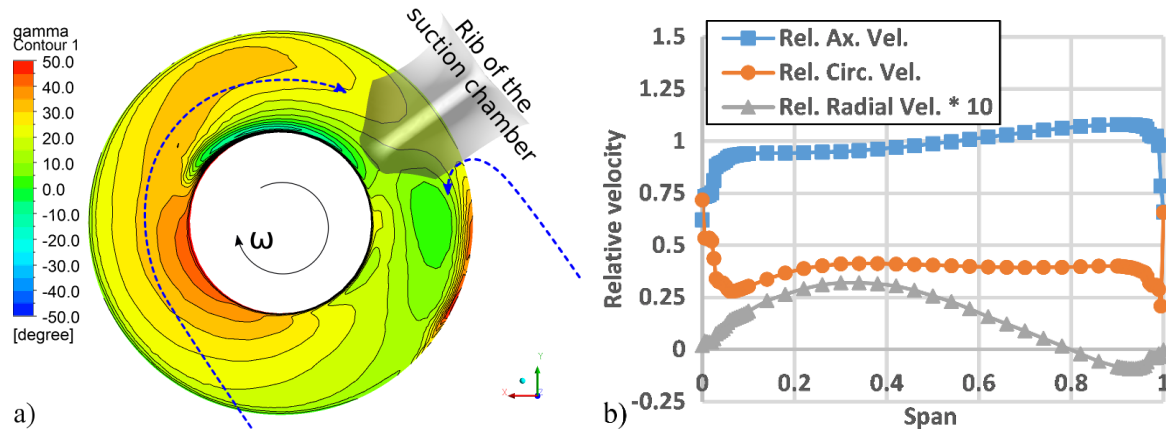 gamma
Contour 1
50.0
40.0
30.0
20.0
10.0
0.0
-10.0
-20.0
-30.0
-40.0
-50.0
[degree]
Rib of the
suction chamber
ω
Y
X
a)
b)
Rel. Ax. Vel.
Rel. Circ. Vel.
Rel. Radial Vel. * 10
Relative velocity
1.5
1.25
1
0.75
0.5
0.25
0
-0.25
0
0.2
0.4
0.6
0.8
1
Span